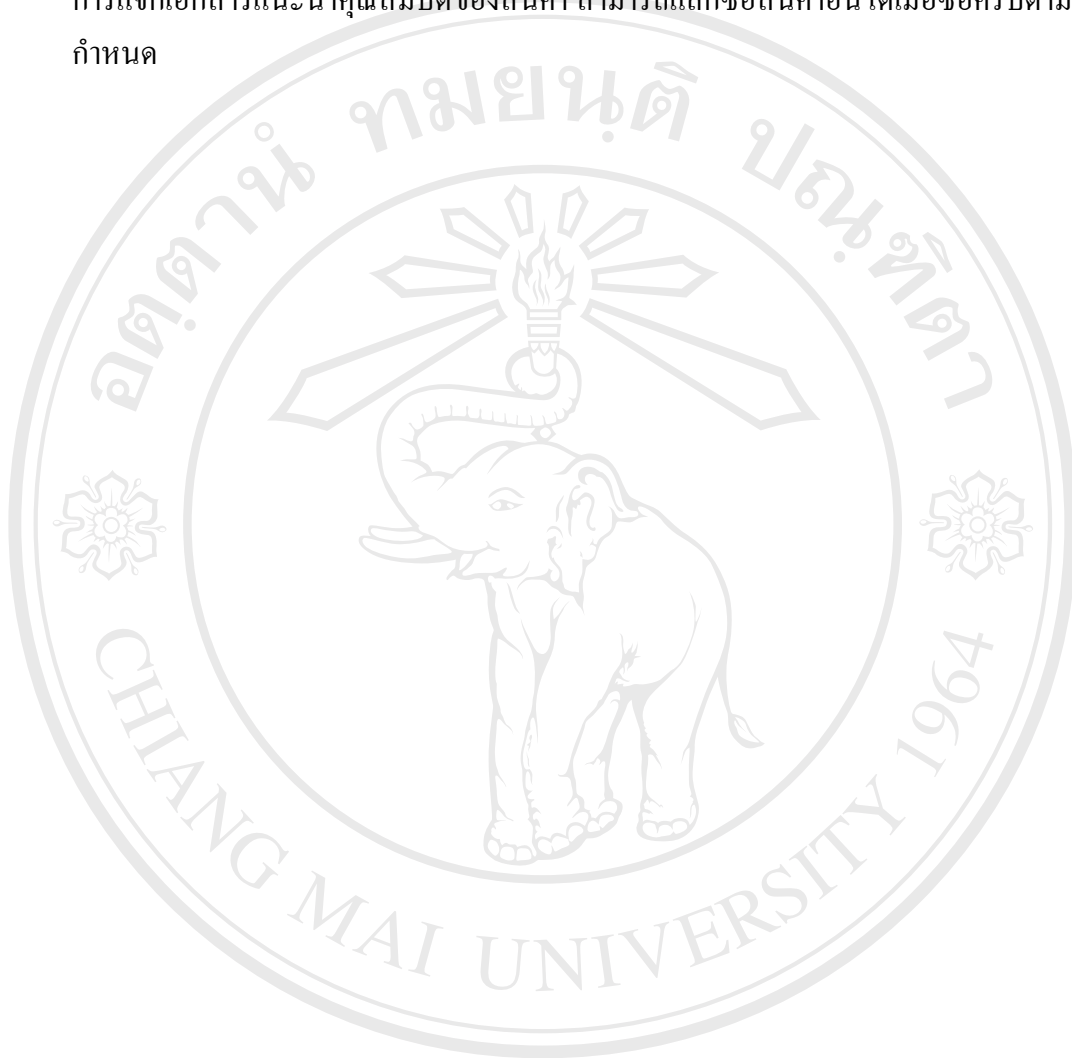 การแจกเอกสารแนะนำคุณสมบัติของสินค้า สามารถแลกซื้อสินค้าอื่นได้เมื่อซื้อครบตาม
กำหนด
อตฺตานํ ทมยนฺติ ปณฺฑิตา
CHIANG MAI UNIVERSITY 1964